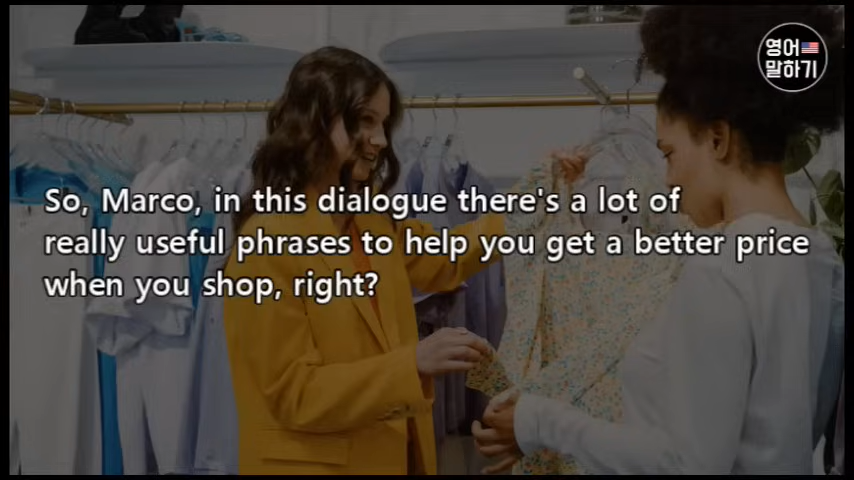 영어
말하기
So, Marco, in this dialogue there's a lot of
really useful phrases to help you get a better price
when you shop, right?